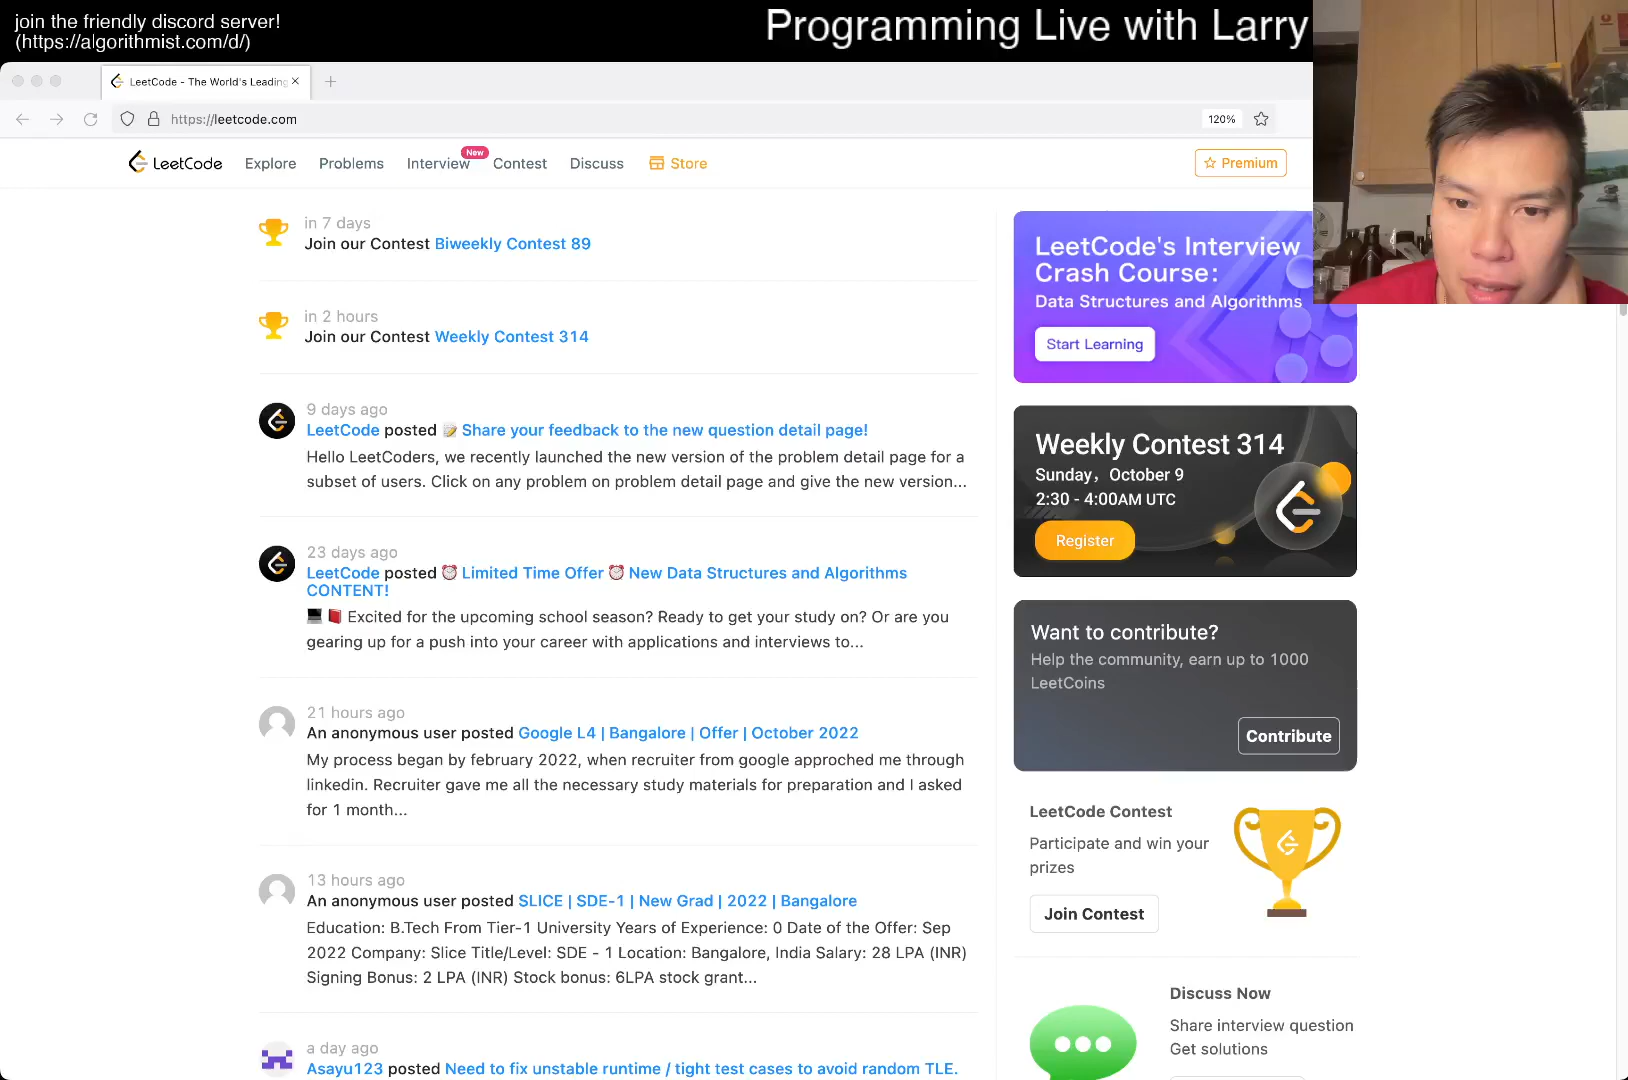 join the friendly discord server!
(https://algorithmist.com/d/)
Programming Live with Larry
LeetCode - The World's Leading
https://leetcode.com
120%
LeetCode
Explore
Problems
Interview
New
Contest
Discuss
Store
Premium
in 7 days
Join our Contest Biweekly Contest 89
in 2 hours
Join our Contest Weekly Contest 314
9 days ago
LeetCode posted 📝 Share your feedback to the new question detail page!
Hello LeetCoders, we recently launched the new version of the problem detail page for a
subset of users. Click on any problem on problem detail page and give the new version...
23 days ago
LeetCode posted ⏰ Limited Time Offer ⏰ New Data Structures and Algorithms
CONTENT!
💻 📕 Excited for the upcoming school season? Ready to get your study on? Or are you
gearing up for a push into your career with applications and interviews to...
21 hours ago
An anonymous user posted Google L4 | Bangalore | Offer | October 2022
My process began by february 2022, when recruiter from google approched me through
linkedin. Recruiter gave me all the necessary study materials for preparation and I asked
for 1 month...
13 hours ago
An anonymous user posted SLICE | SDE-1 | New Grad | 2022 | Bangalore
Education: B.Tech From Tier-1 University Years of Experience: 0 Date of the Offer: Sep
2022 Company: Slice Title/Level: SDE - 1 Location: Bangalore, India Salary: 28 LPA (INR)
Signing Bonus: 2 LPA (INR) Stock bonus: 6LPA stock grant...
a day ago
Asayu123 posted Need to fix unstable runtime / tight test cases to avoid random TLE.
LeetCode's Interview
Crash Course:
Data Structures and Algorithms
Start Learning
Weekly Contest 314
Sunday, October 9
2:30 - 4:00AM UTC
Register
Want to contribute?
Help the community, earn up to 1000
LeetCoins
Contribute
LeetCode Contest
Participate and win your
prizes
Join Contest
Discuss Now
Share interview question
Get solutions